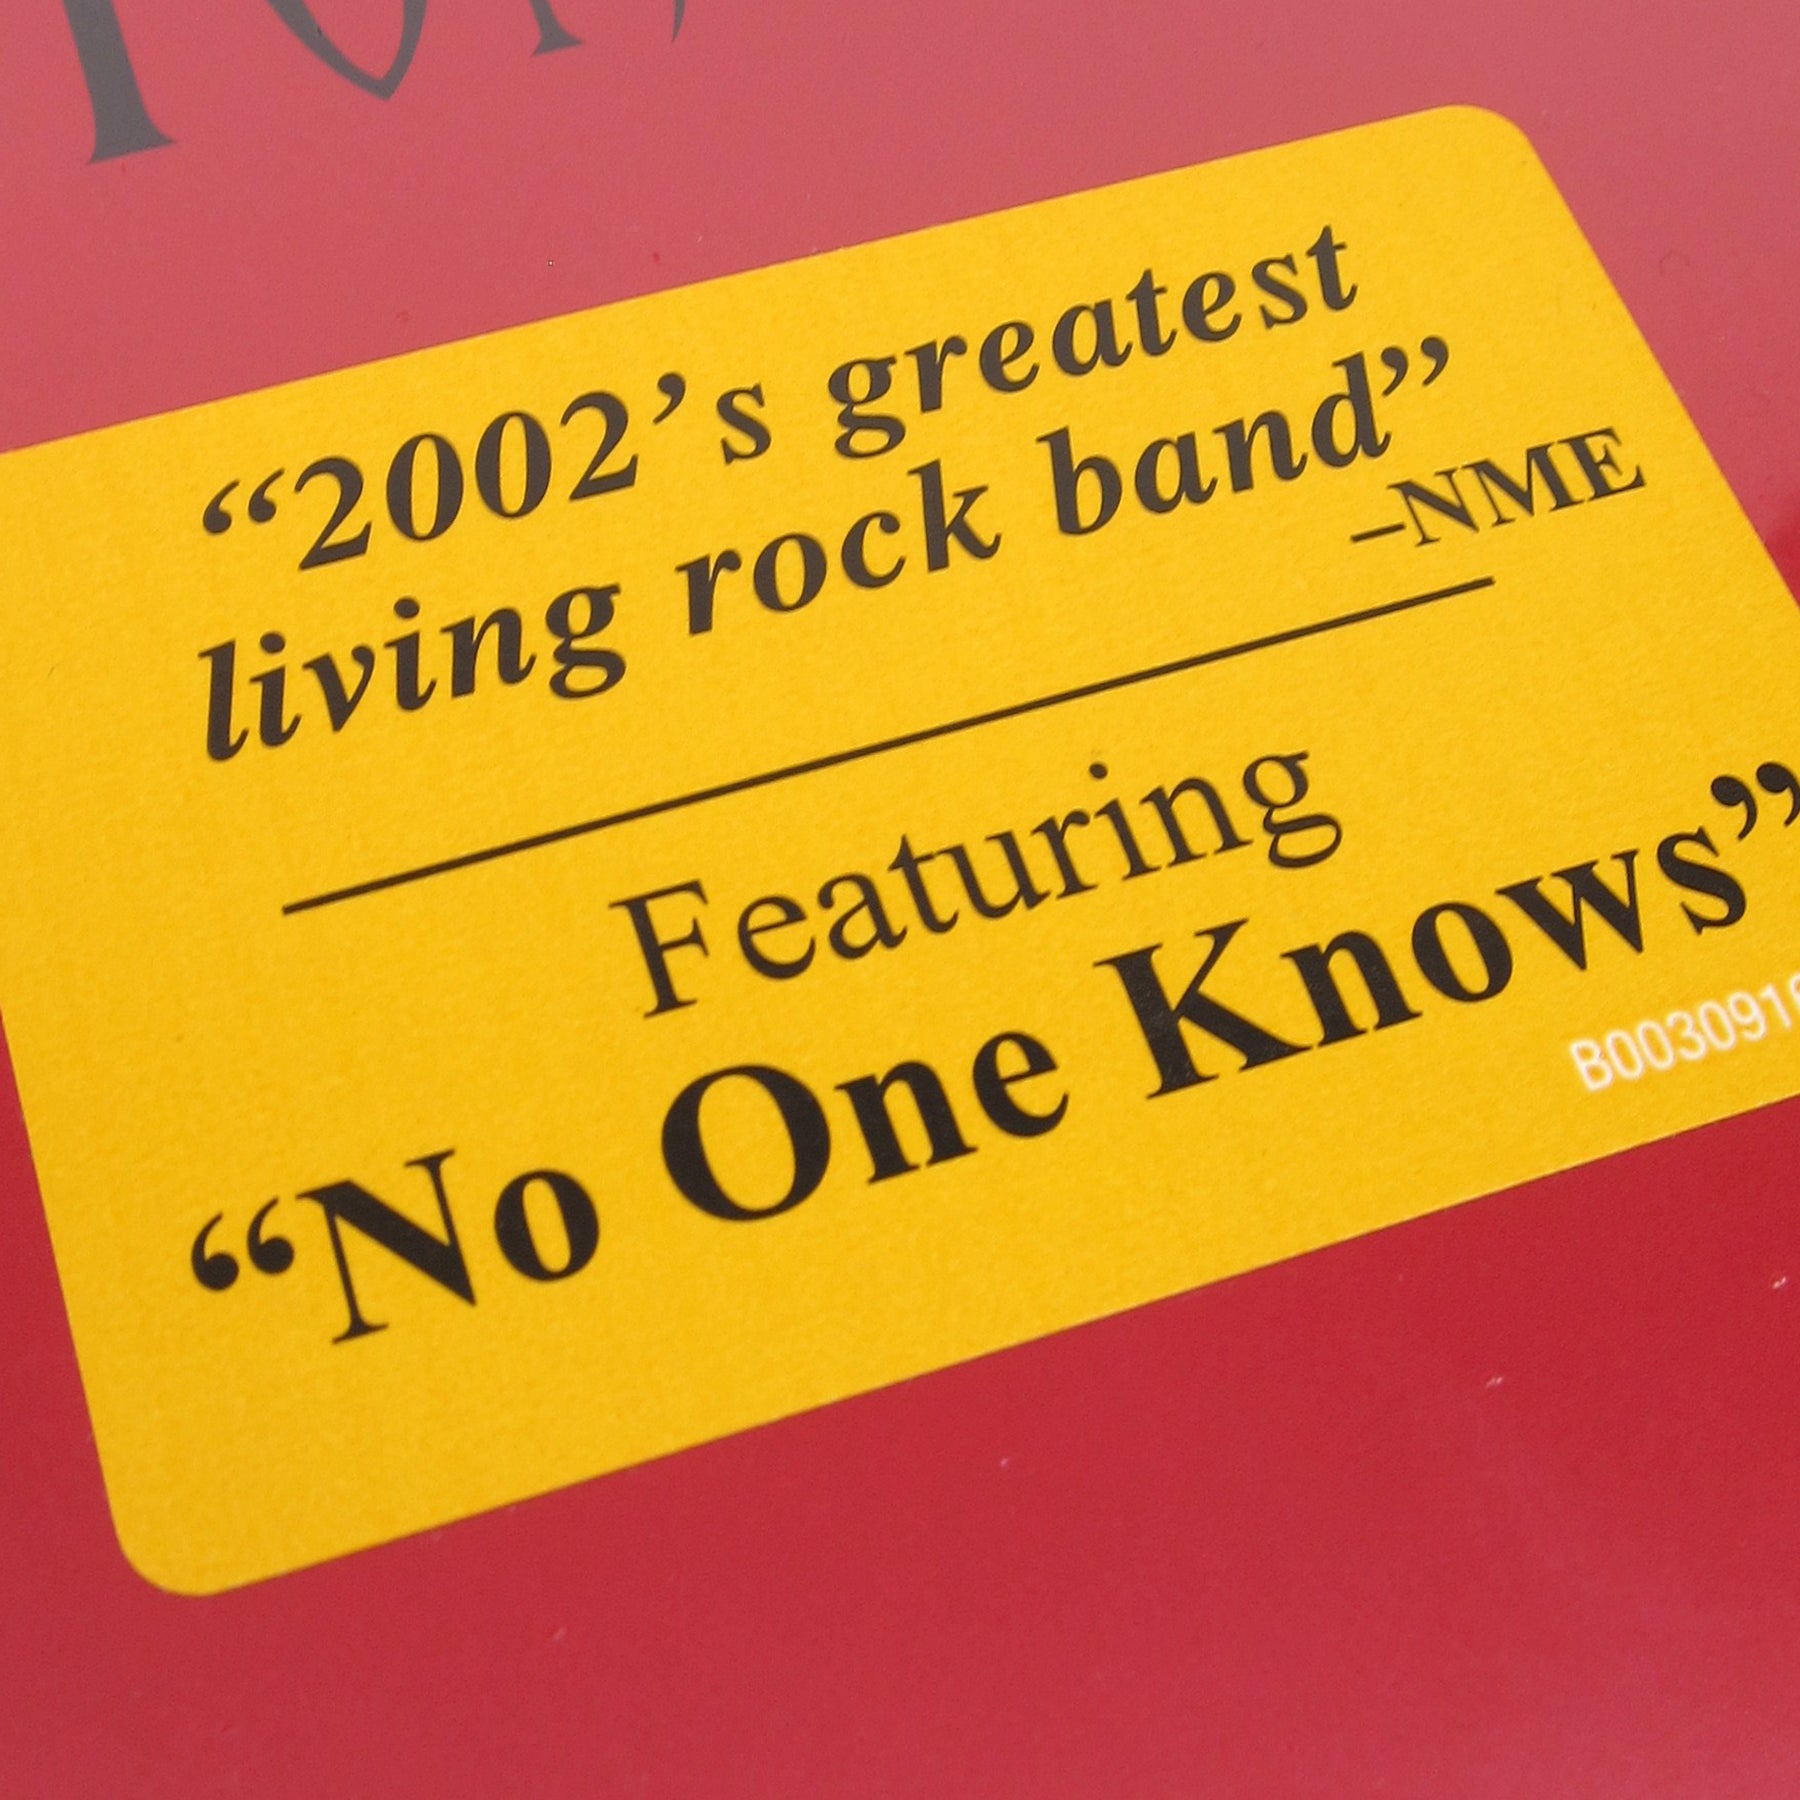 “2002’s greatest
living rock band”
–NME
Featuring
“No One Knows”